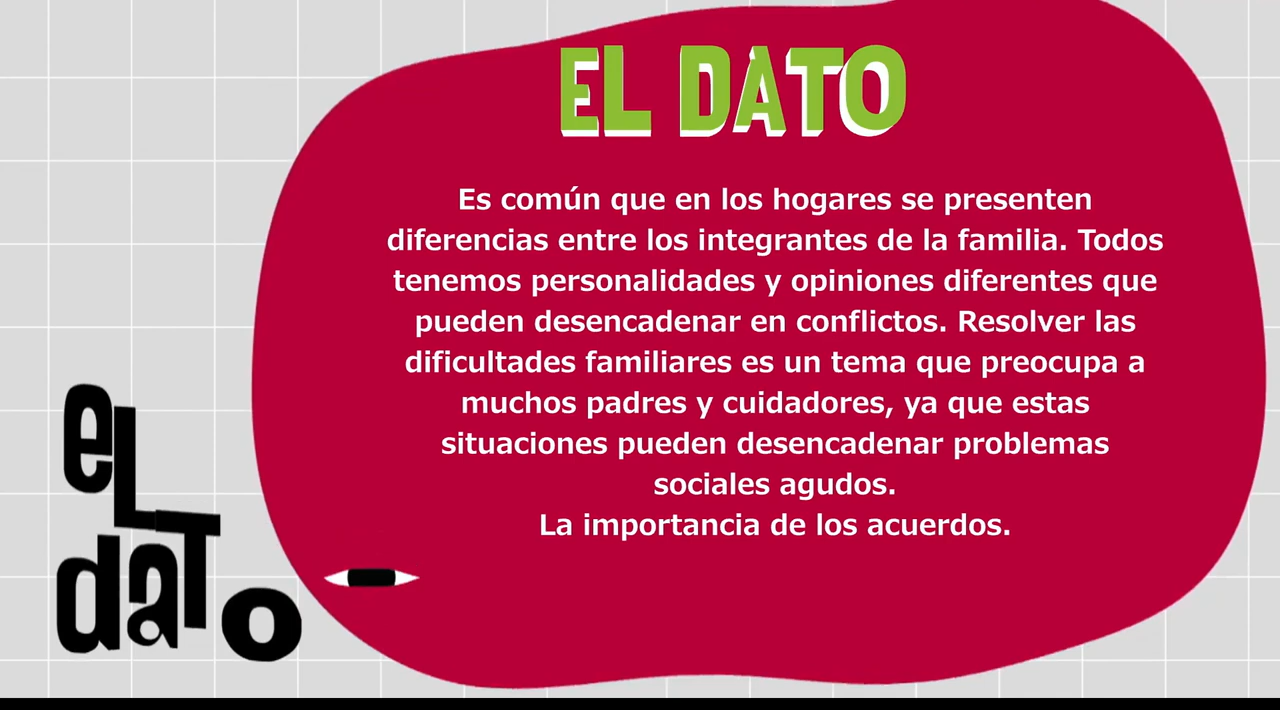 EL DATO
Es común que en los hogares se presenten
diferencias entre los integrantes de la familia. Todos
tenemos personalidades y opiniones diferentes que
pueden desencadenar en conflictos. Resolver las
dificultades familiares es un tema que preocupa a
muchos padres y cuidadores, ya que estas
situaciones pueden desencadenar problemas
sociales agudos.
La importancia de los acuerdos.
eL
daTo